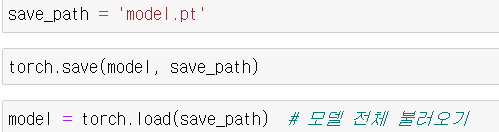 save_path = 'model.pt'
torch.save(model, save_path)
model = torch.load(save_path)  # 모델 전체 불러오기